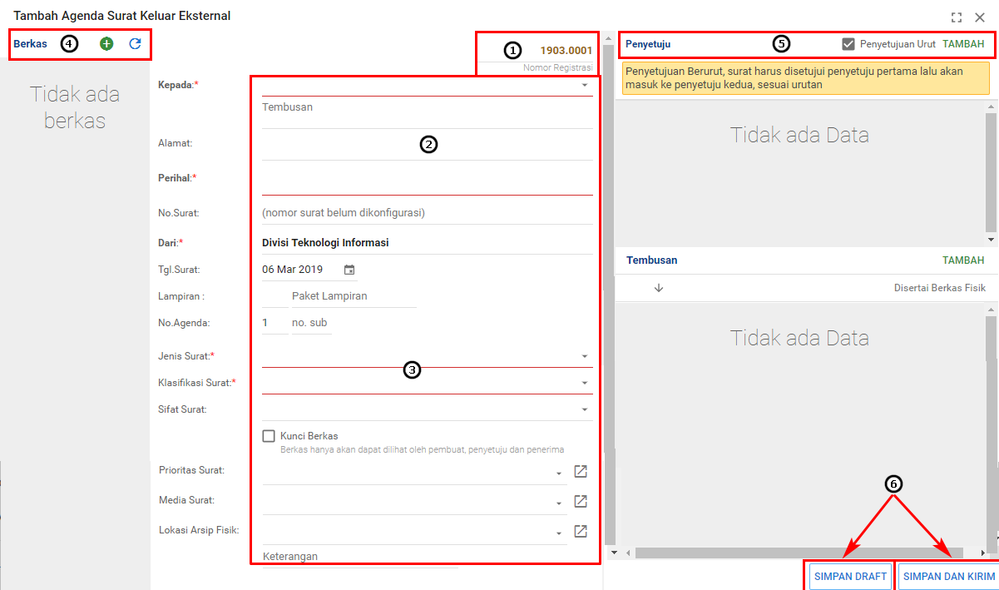 Tambah Agenda Surat Keluar Eksternal
Berkas 4
Tidak ada
berkas
1 1903.0001
Nomor Registrasi
Kepada:*
Tembusan
2
Alamat:
Perihal:*
No.Surat: (nomor surat belum dikonfigurasi)
Dari:* Divisi Teknologi Informasi
Tgl.Surat: 06 Mar 2019
Lampiran : Paket Lampiran
No.Agenda: 1 no. sub
Jenis Surat:*
3
Klasifikasi Surat:*
Sifat Surat:
Kunci Berkas
Berkas hanya akan dapat dilihat oleh pembuat, penyetuju dan penerima
Prioritas Surat:
Media Surat:
Lokasi Arsip Fisik:
Keterangan
Penyetuju 5 Penyetujuan Urut TAMBAH
Penyetujuan Berurut, surat harus disetujui penyetuju pertama lalu akan
masuk ke penyetuju kedua, sesuai urutan
Tidak ada Data
Tembusan TAMBAH
Disertai Berkas Fisik
Tidak ada Data
6
SIMPAN DRAFT SIMPAN DAN KIRIM